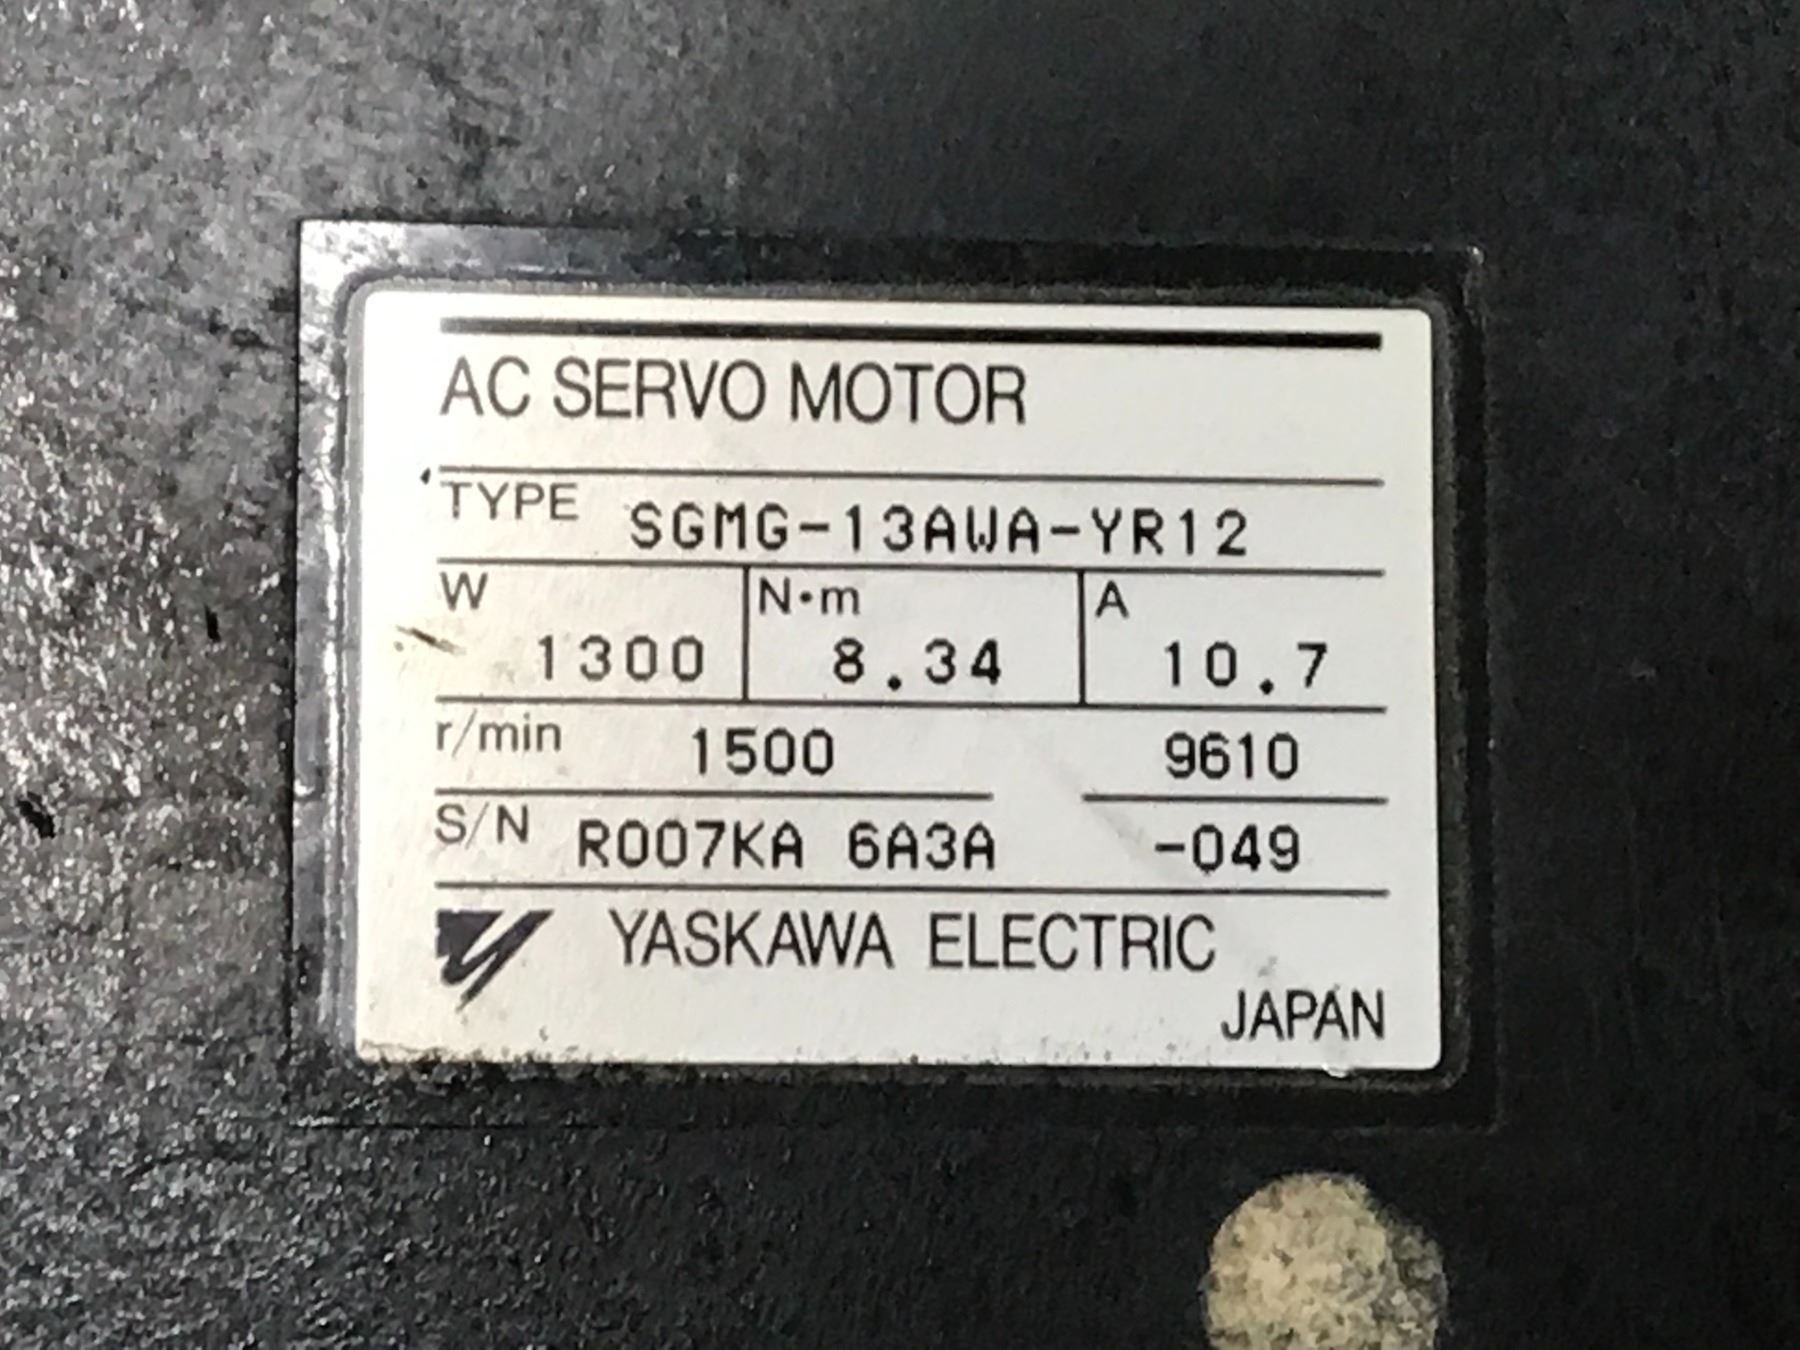 AC SERVO MOTOR
TYPE SGMG-13AWA-YR12
W N·m A
1300 8.34 10.7
r/min 1500 9610
S/N R007KA 6A3A -049
YASKAWA ELECTRIC
JAPAN